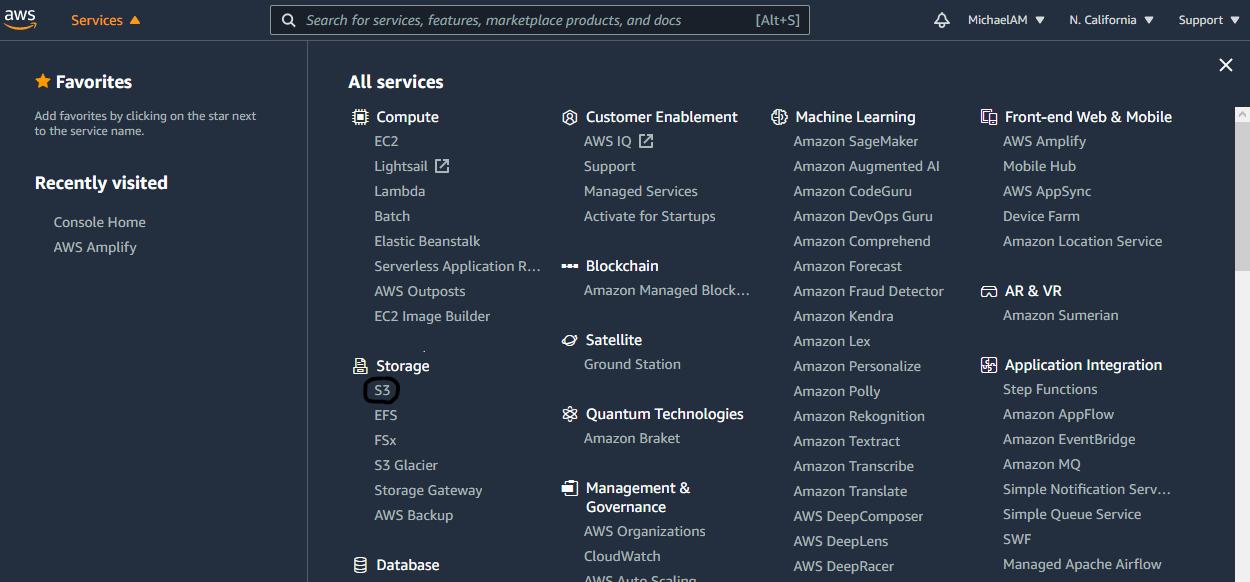 aws
Services ▲
Search for services, features, marketplace products, and docs [Alt+S]
MichaelAM ▼
N. California ▼
Support ▼
Favorites
Add favorites by clicking on the star next
to the service name.
Recently visited
Console Home
AWS Amplify
All services
Compute
EC2
Lightsail
Lambda
Batch
Elastic Beanstalk
Serverless Application R...
AWS Outposts
EC2 Image Builder
Storage
S3
EFS
FSx
S3 Glacier
Storage Gateway
AWS Backup
Database
Customer Enablement
AWS IQ
Support
Managed Services
Activate for Startups
Blockchain
Amazon Managed Block...
Satellite
Ground Station
Quantum Technologies
Amazon Braket
Management &
Governance
AWS Organizations
CloudWatch
AWS Auto Scaling
Machine Learning
Amazon SageMaker
Amazon Augmented AI
Amazon CodeGuru
Amazon DevOps Guru
Amazon Comprehend
Amazon Forecast
Amazon Fraud Detector
Amazon Kendra
Amazon Lex
Amazon Personalize
Amazon Polly
Amazon Rekognition
Amazon Textract
Amazon Transcribe
Amazon Translate
AWS DeepComposer
AWS DeepLens
AWS DeepRacer
Front-end Web & Mobile
AWS Amplify
Mobile Hub
AWS AppSync
Device Farm
Amazon Location Service
AR & VR
Amazon Sumerian
Application Integration
Step Functions
Amazon AppFlow
Amazon EventBridge
Amazon MQ
Simple Notification Serv...
Simple Queue Service
SWF
Managed Apache Airflow